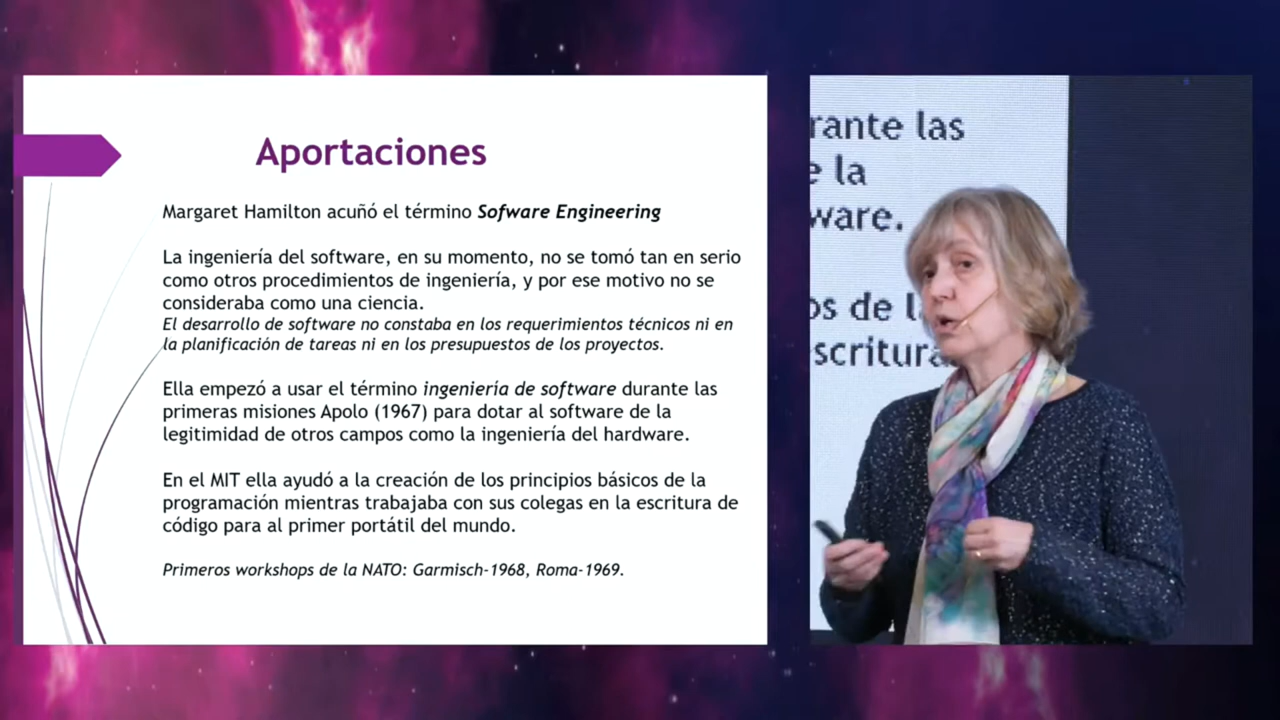 Aportaciones
Margaret Hamilton acuñó el término Sofware Engineering
La ingeniería del software, en su momento, no se tomó tan en serio
como otros procedimientos de ingeniería, y por ese motivo no se
consideraba como una ciencia.
El desarrollo de software no constaba en los requerimientos técnicos ni en
la planificación de tareas ni en los presupuestos de los proyectos.
Ella empezó a usar el término ingeniería de software durante las
primeras misiones Apolo (1967) para dotar al software de la
legitimidad de otros campos como la ingeniería del hardware.
En el MIT ella ayudó a la creación de los principios básicos de la
programación mientras trabajaba con sus colegas en la escritura de
código para al primer portátil del mundo.
Primeros workshops de la NATO: Garmisch-1968, Roma-1969.
rante las
e la
ware.
os de l
scritura